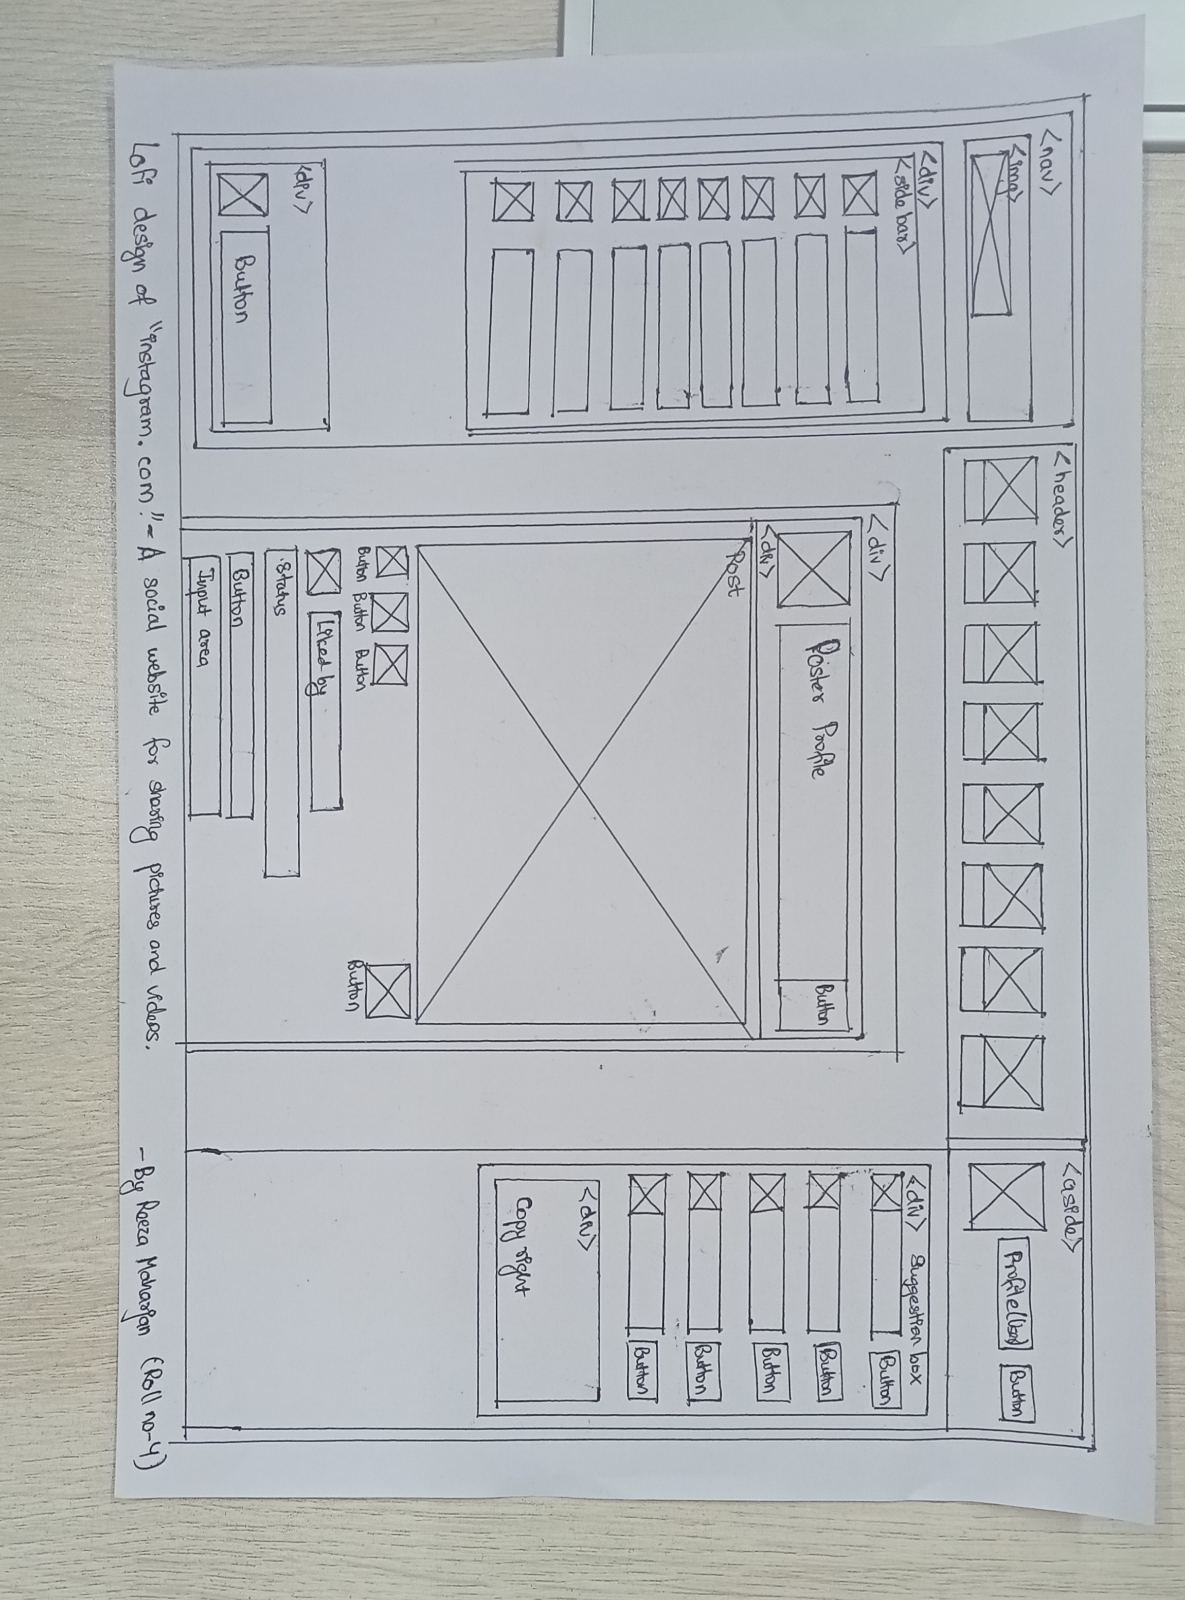 <nav>
<img>
<div>
<side bar>
<div>
Button
<header>
<div>
Poster Profile
Button
<div>
Post
Button
Button
Button
Button
Liked by
Status
Button
Input area
<aside>
Profile(User)
Button
<div> Suggestion box
Button
Button
Button
Button
Button
<div>
Copy right
Lofi design of "instagram.com"- A social website for sharing pictures and videos.
-By Reeza Maharjan (Roll no-4)